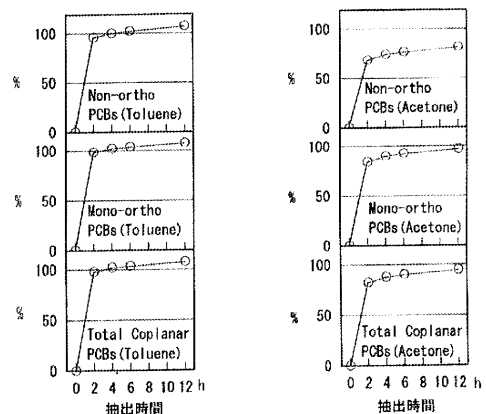 100
%
50
Non-ortho
PCBs(Toluene)
0
100
%
50
Mono-ortho
PCBs(Toluene)
0
100
%
50
Total Coplanar
PCBs(Toluene)
0
0 2 4 6 8 10 12 h
抽出時間
100
%
50
Non-ortho
PCBs(Acetone)
0
100
%
50
Mono-ortho
PCBs(Acetone)
0
100
%
50
Total Coplanar
PCBs(Acetone)
0
0 2 4 6 8 10 12 h
抽出時間